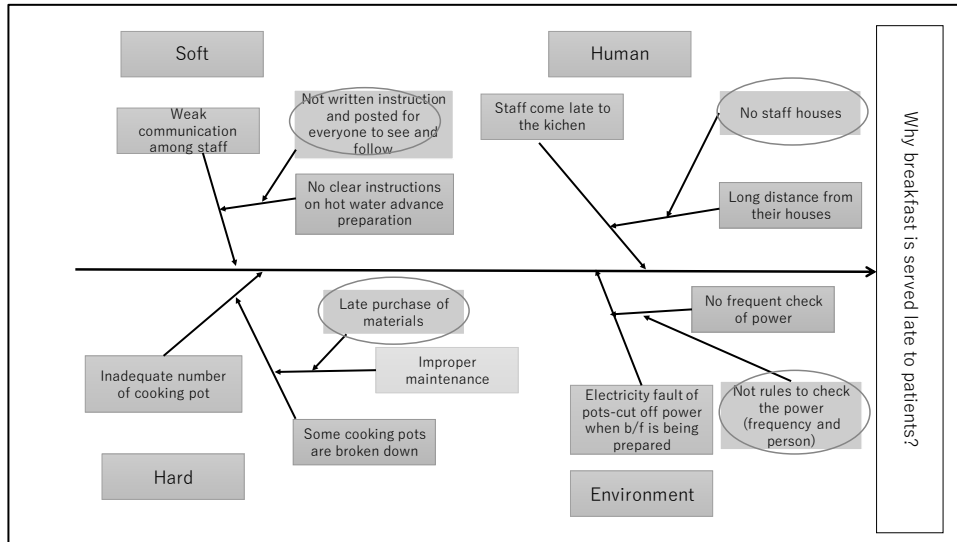 Soft
Human
Weak
communication
among staff
Not written instruction
and posted for
everyone to see and
follow
No clear instructions
on hot water advance
preparation
Staff come late to
the kichen
No staff houses
Long distance from
their houses
Why breakfast is served late to patients?
Inadequate number
of cooking pot
Late purchase of
materials
Improper
maintenance
Some cooking pots
are broken down
No frequent check
of power
Electricity fault of
pots-cut off power
when b/f is being
prepared
Not rules to check
the power
(frequency and
person)
Hard
Environment